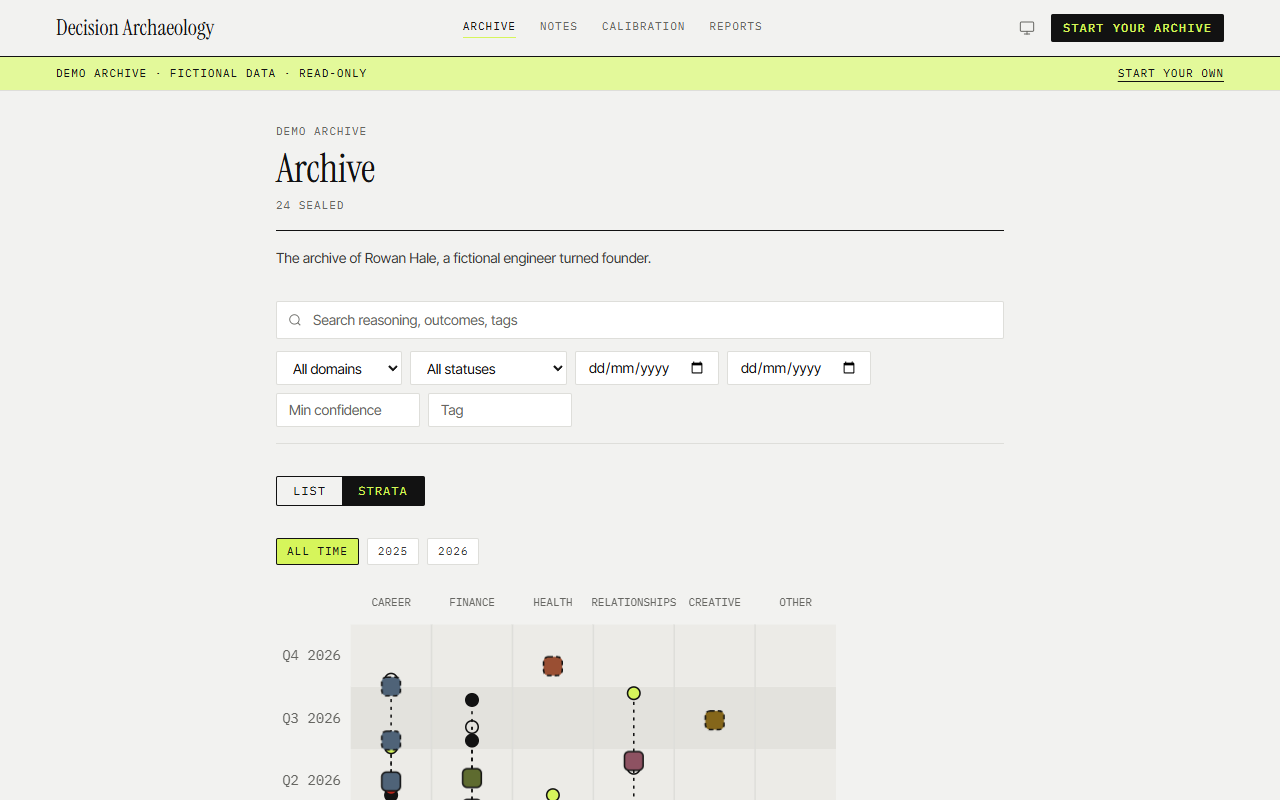 Decision Archaeology
ARCHIVE NOTES CALIBRATION REPORTS
START YOUR ARCHIVE
DEMO ARCHIVE · FICTIONAL DATA · READ-ONLY
START YOUR OWN
DEMO ARCHIVE
Archive
24 SEALED
The archive of Rowan Hale, a fictional engineer turned founder.
Search reasoning, outcomes, tags
All domains All statuses dd/mm/yyyy dd/mm/yyyy
Min confidence Tag
LIST STRATA
ALL TIME 2025 2026
CAREER FINANCE HEALTH RELATIONSHIPS CREATIVE OTHER
Q4 2026
Q3 2026
Q2 2026